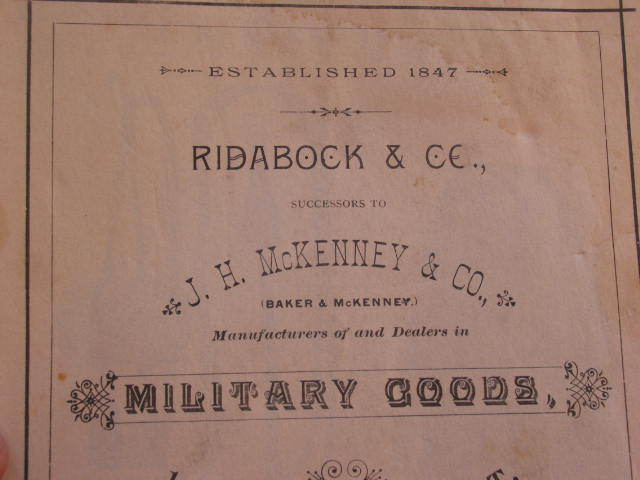 ESTABLISHED 1847
RIDABOCK & CO.,
SUCCESSORS TO
J. H. McKENNEY & CO.,
(BAKER & McKENNEY.)
Manufacturers of and Dealers in
MILITARY GOODS,